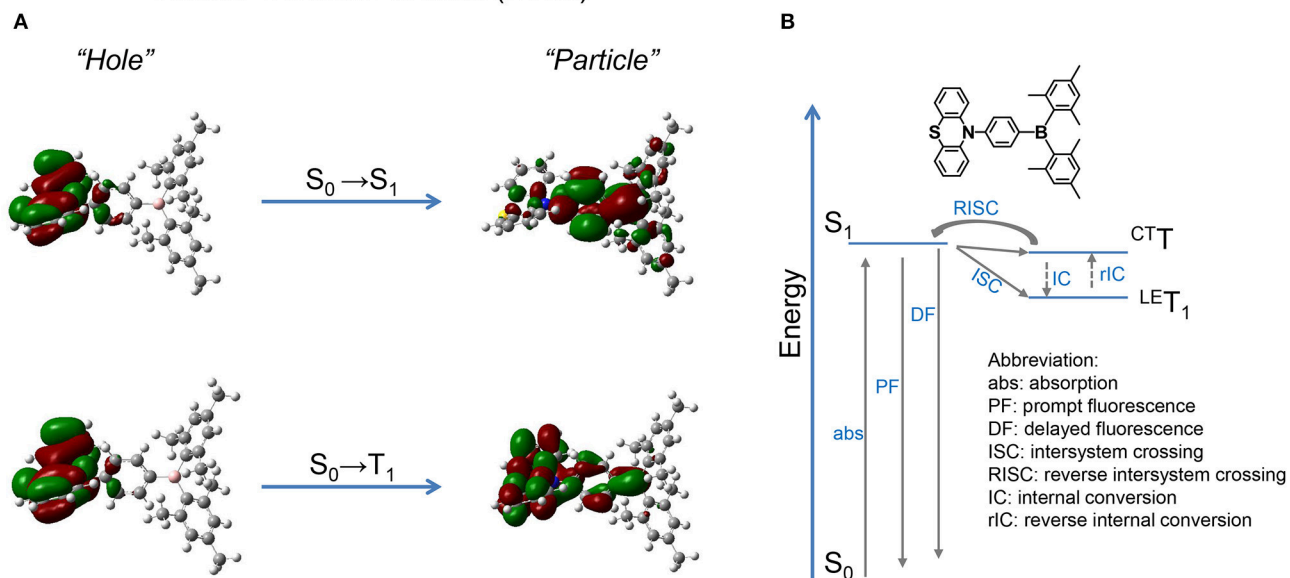 A
B
“Hole”
“Particle”
S₀→S₁
S₀→T₁
Energy
S
N
B
RISC
S₁
ᶜᵀT
ISC
IC
rIC
ᴸᴱT₁
DF
PF
abs
S₀
Abbreviation:
abs: absorption
PF: prompt fluorescence
DF: delayed fluorescence
ISC: intersystem crossing
RISC: reverse intersystem crossing
IC: internal conversion
rIC: reverse internal conversion